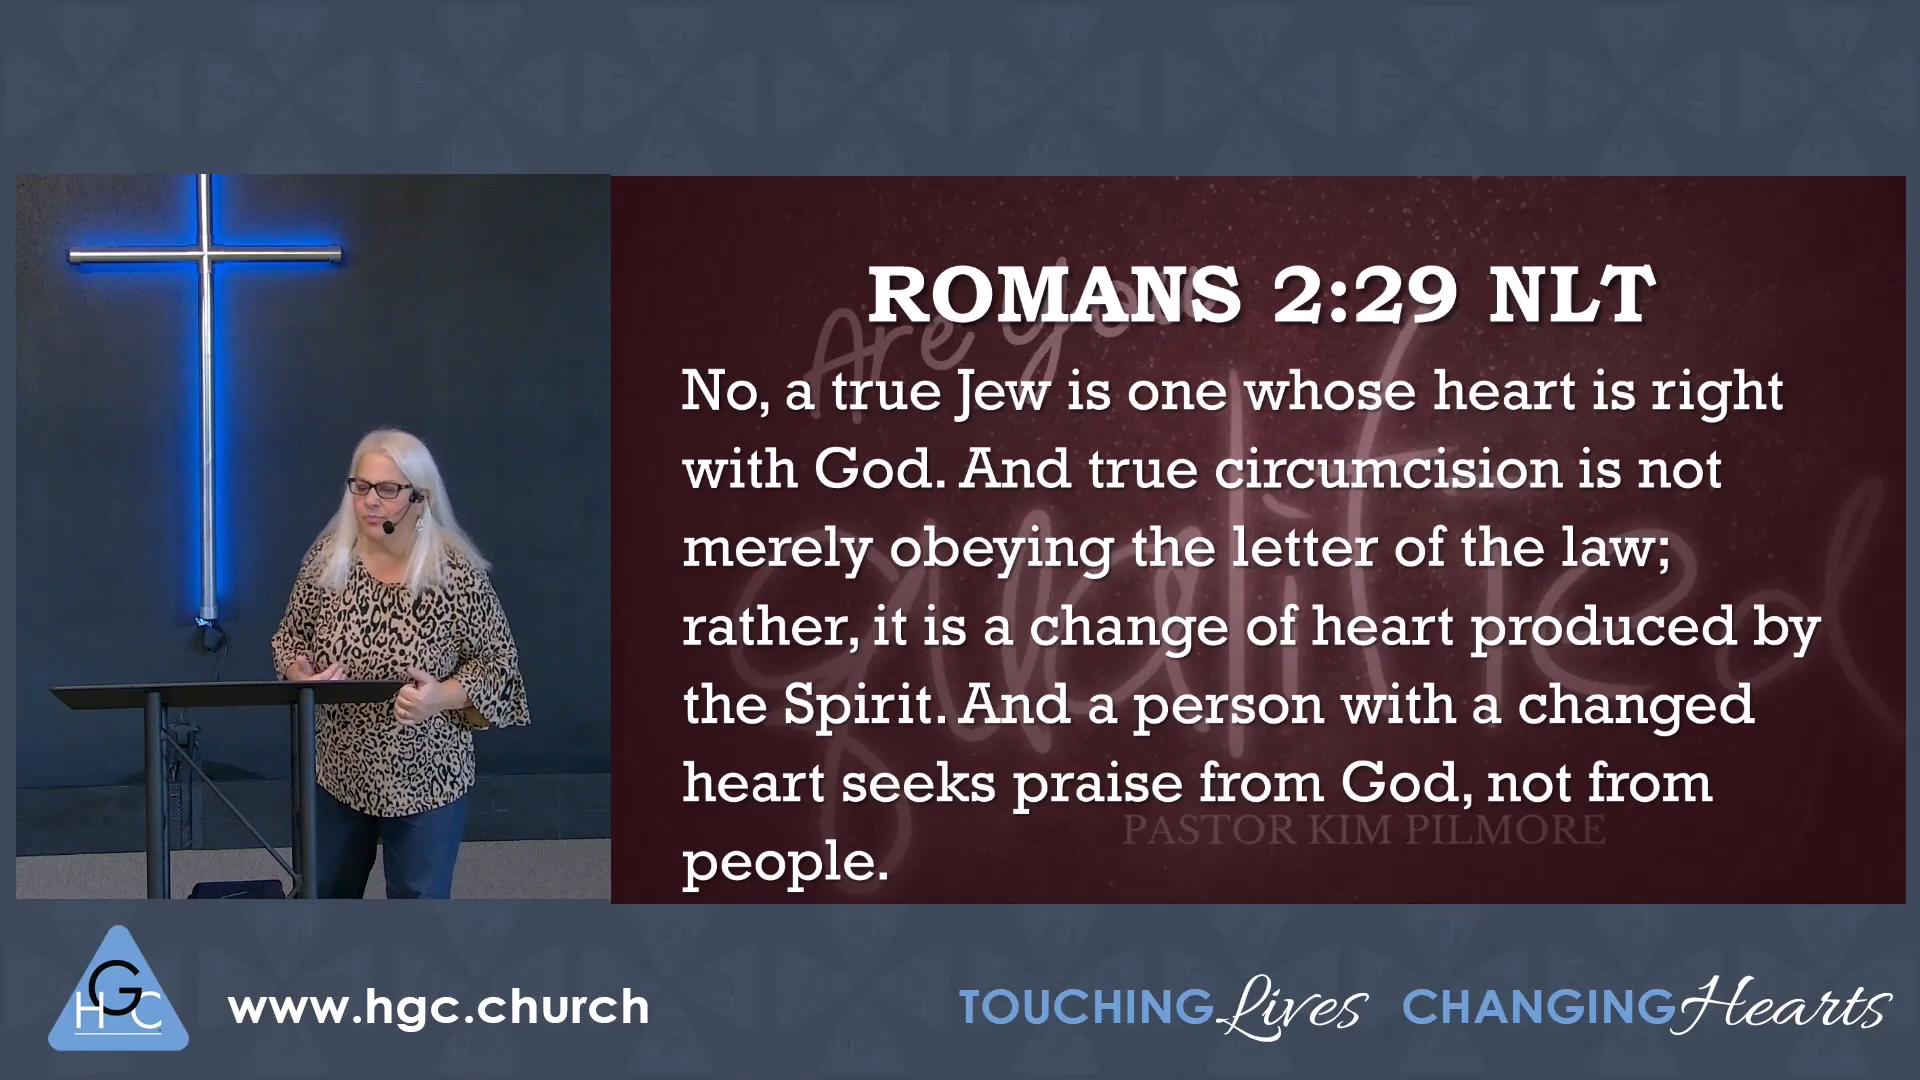 ROMANS 2:29 NLT
Are You
qualified
No, a true Jew is one whose heart is right
with God. And true circumcision is not
merely obeying the letter of the law;
rather, it is a change of heart produced by
the Spirit. And a person with a changed
heart seeks praise from God, not from
people.
PASTOR KIM PILMORE
HGC
www.hgc.church
TOUCHING Lives CHANGING Hearts